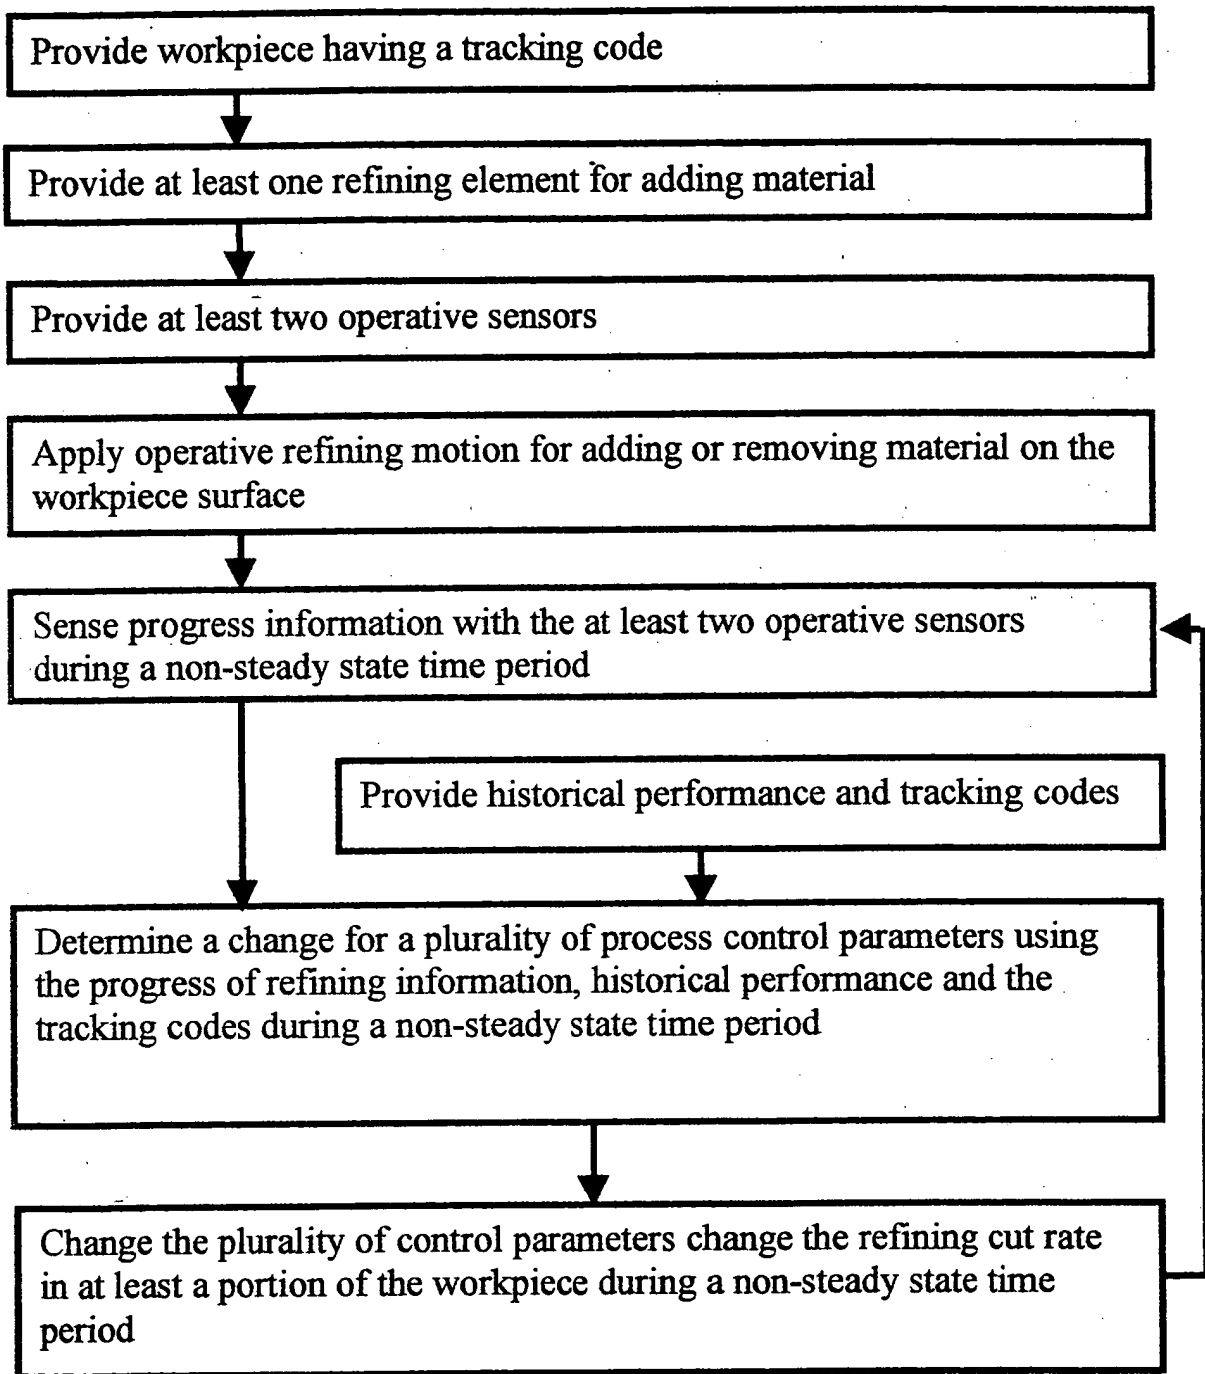 Provide workpiece having a tracking code
Provide at least one refining element for adding material
Provide at least two operative sensors
Apply operative refining motion for adding or removing material on the
workpiece surface
Sense progress information with the at least two operative sensors
during a non-steady state time period
Provide historical performance and tracking codes
Determine a change for a plurality of process control parameters using
the progress of refining information, historical performance and the
tracking codes during a non-steady state time period
Change the plurality of control parameters change the refining cut rate
in at least a portion of the workpiece during a non-steady state time
period